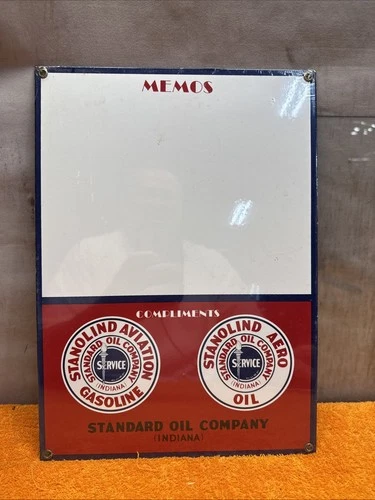 MEMOS
COMPLIMENTS
STANOLIND AVIATION
STANDARD OIL COMPANY
SERVICE
(INDIANA)
GASOLINE
STANOLIND AERO
STANDARD OIL COMPANY
SERVICE
(INDIANA)
OIL
STANDARD OIL COMPANY
(INDIANA)